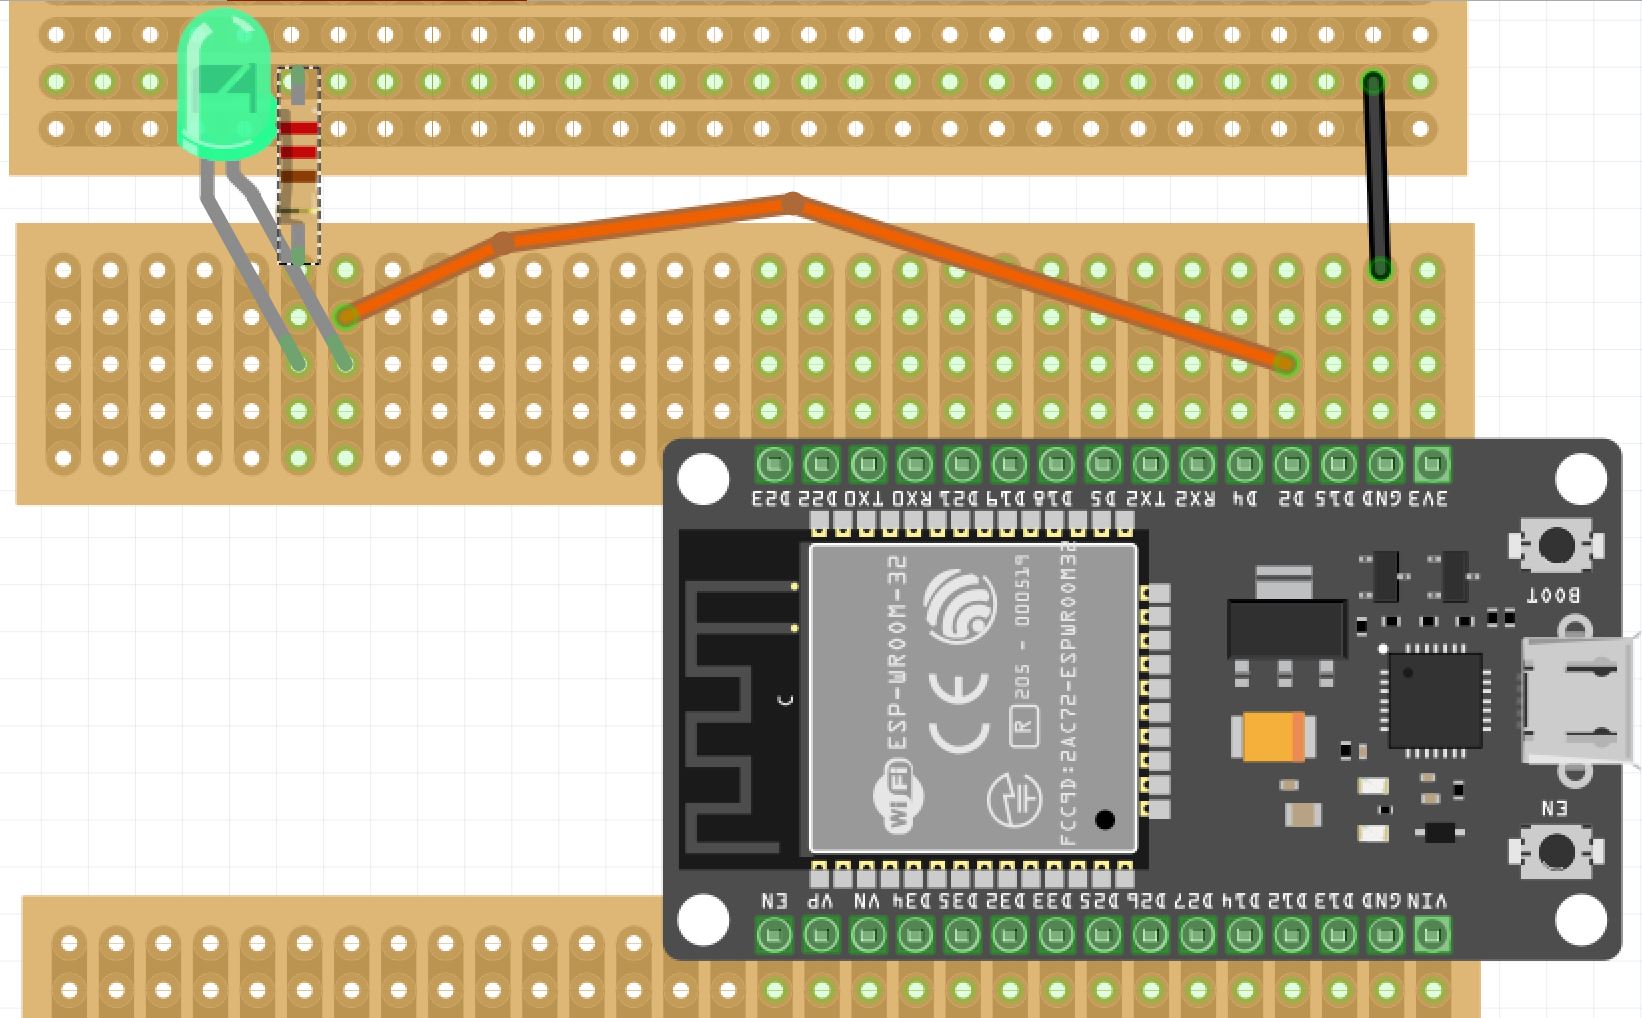 D23 D22 TX0 RX0 D21 D19 D18 D5 TX2 RX2 D4 D2 D15 GND 3V3
BOOT
WiFi ESP-WROOM-32
CE
R 205 - 000519
FCC ID:2AC72-ESPWROOM32
C
EN
EN VP VN D34 D35 D32 D33 D25 D26 D27 D14 D12 D13 GND VIN